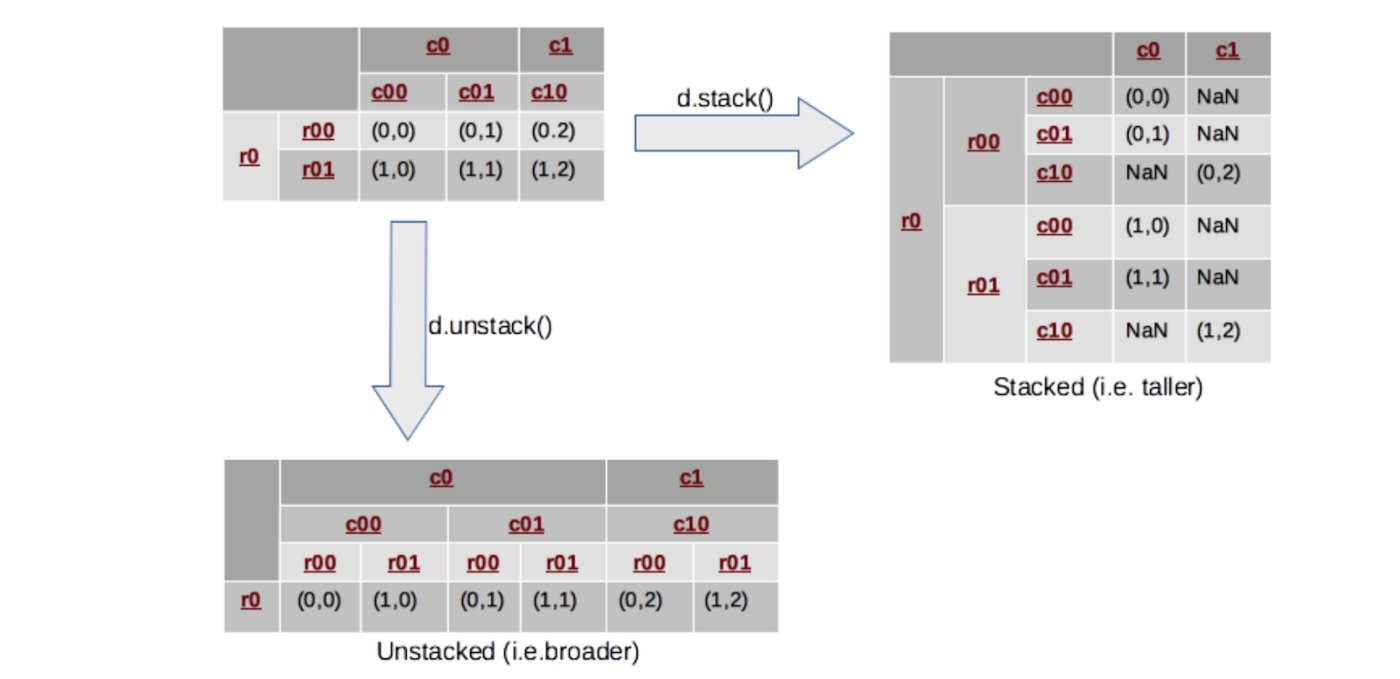 c0 c1
c00 c01 c10
r0 r00 (0,0) (0,1) (0.2)
r01 (1,0) (1,1) (1,2)
d.stack()
c0 c1
r0 r00 c00 (0,0) NaN
c01 (0,1) NaN
c10 NaN (0,2)
r01 c00 (1,0) NaN
c01 (1,1) NaN
c10 NaN (1,2)
Stacked (i.e. taller)
d.unstack()
c0 c1
c00 c01 c10
r00 r01 r00 r01 r00 r01
r0 (0,0) (1,0) (0,1) (1,1) (0,2) (1,2)
Unstacked (i.e.broader)